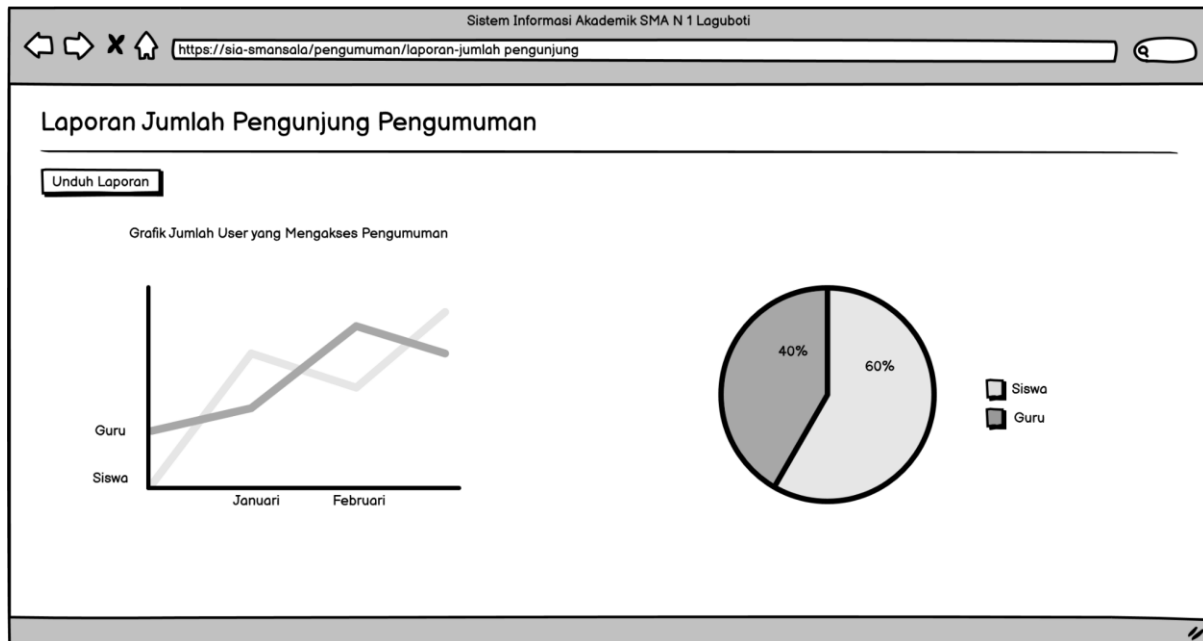 Sistem Informasi Akademik SMA N 1 Laguboti
https://sia-smansala/pengumuman/laporan-jumlah pengunjung
Laporan Jumlah Pengunjung Pengumuman
Unduh Laporan
Grafik Jumlah User yang Mengakses Pengumuman
Guru
Siswa
Januari
Februari
40%
60%
Siswa
Guru